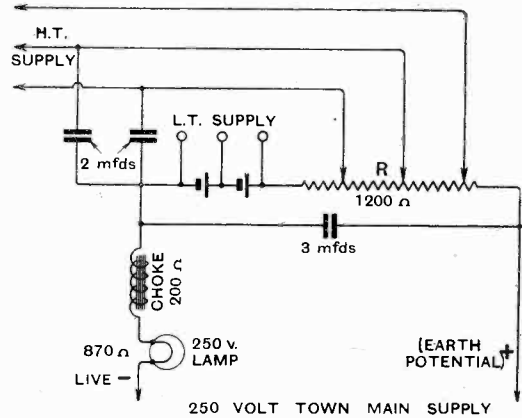 H.T.
SUPPLY
L.T. SUPPLY
2 mfds
R
1200 Ω
3 mfds
CHOKE
200 Ω
870 Ω
250 v.
LAMP
LIVE –
(EARTH
POTENTIAL)
+
250 VOLT TOWN MAIN SUPPLY